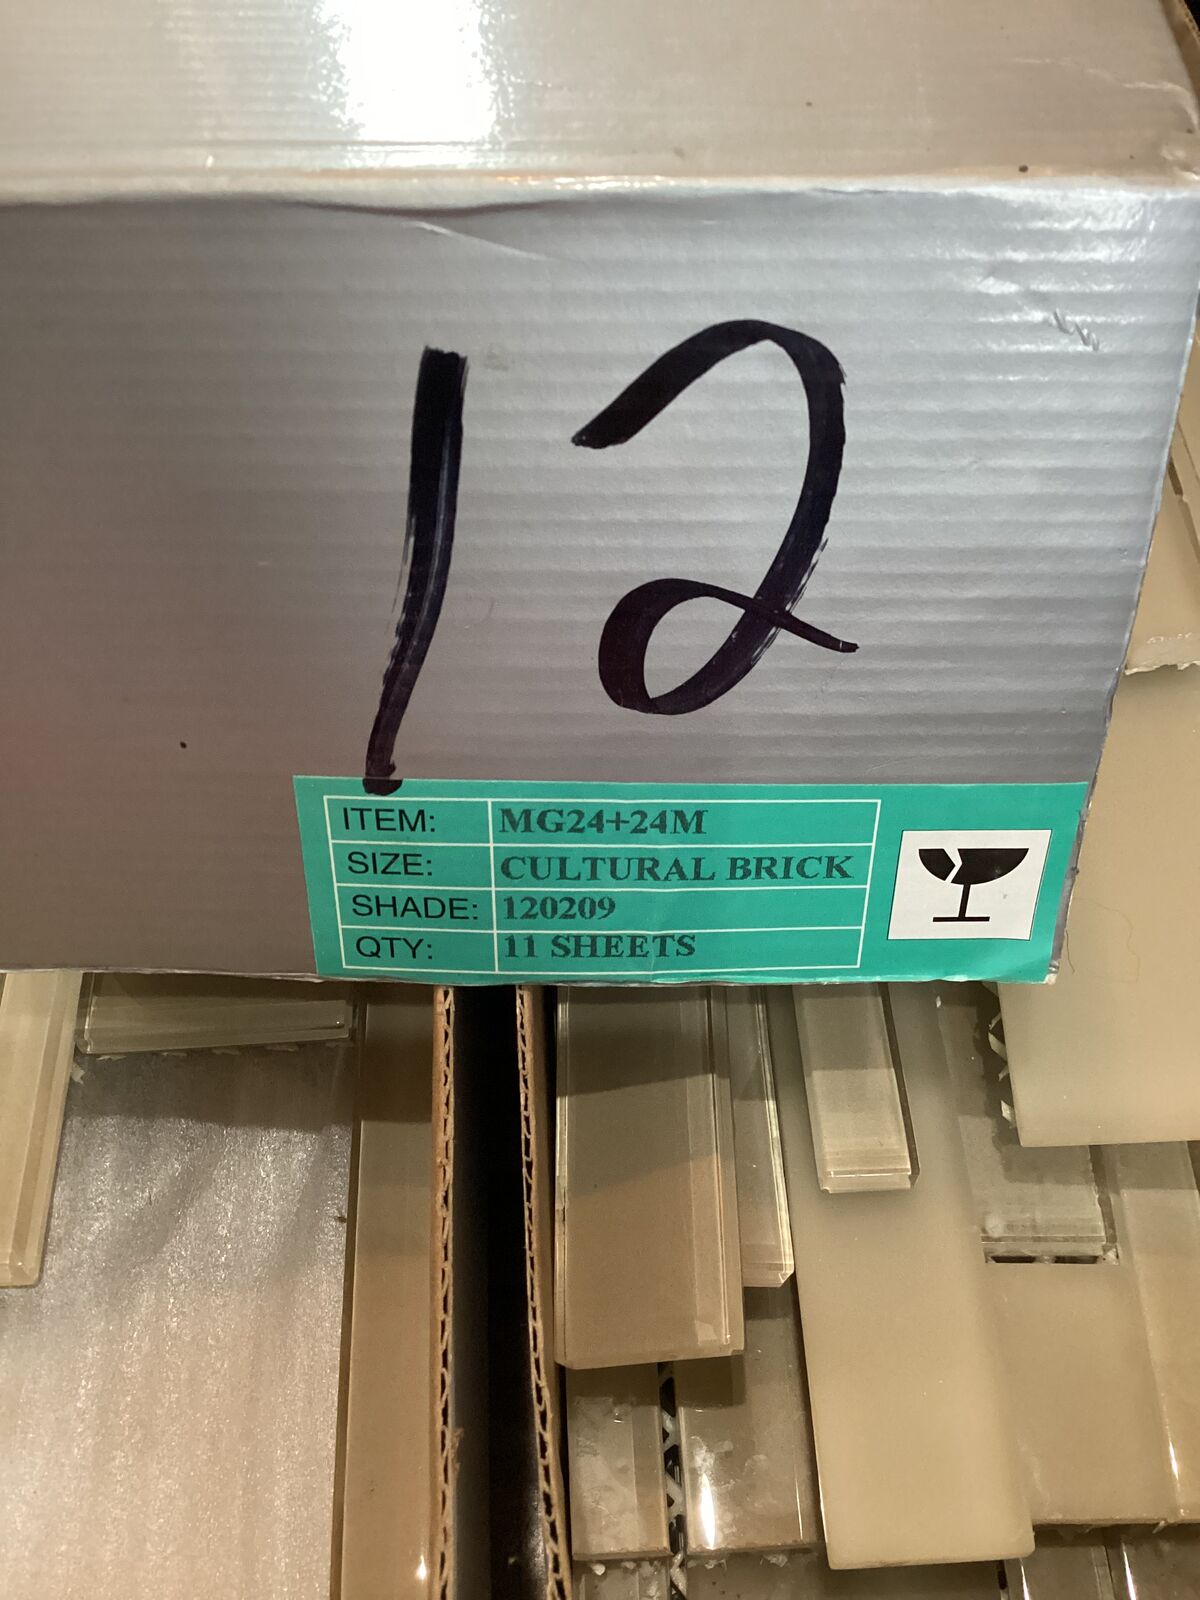 12
ITEM: MG24+24M
SIZE: CULTURAL BRICK
SHADE: 120209
QTY: 11 SHEETS